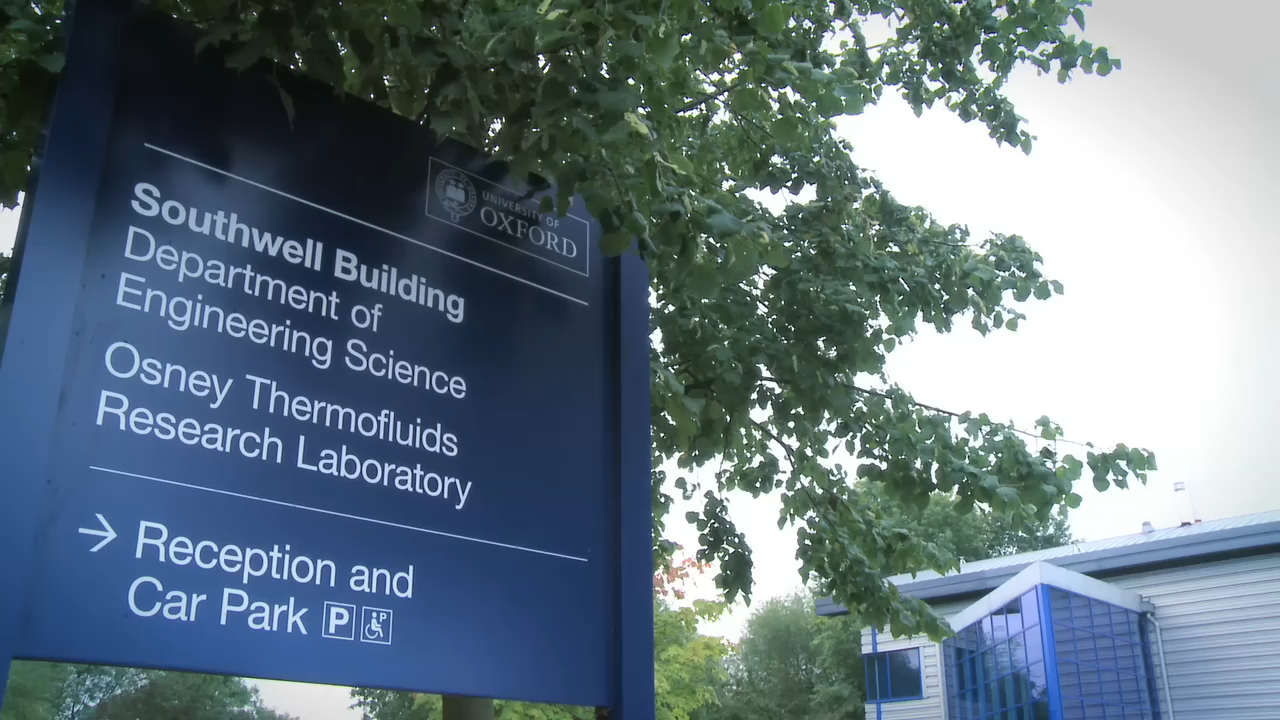 UNIVERSITY OF
OXFORD
Southwell Building
Department of
Engineering Science
Osney Thermofluids
Research Laboratory
→ Reception and
Car Park P P